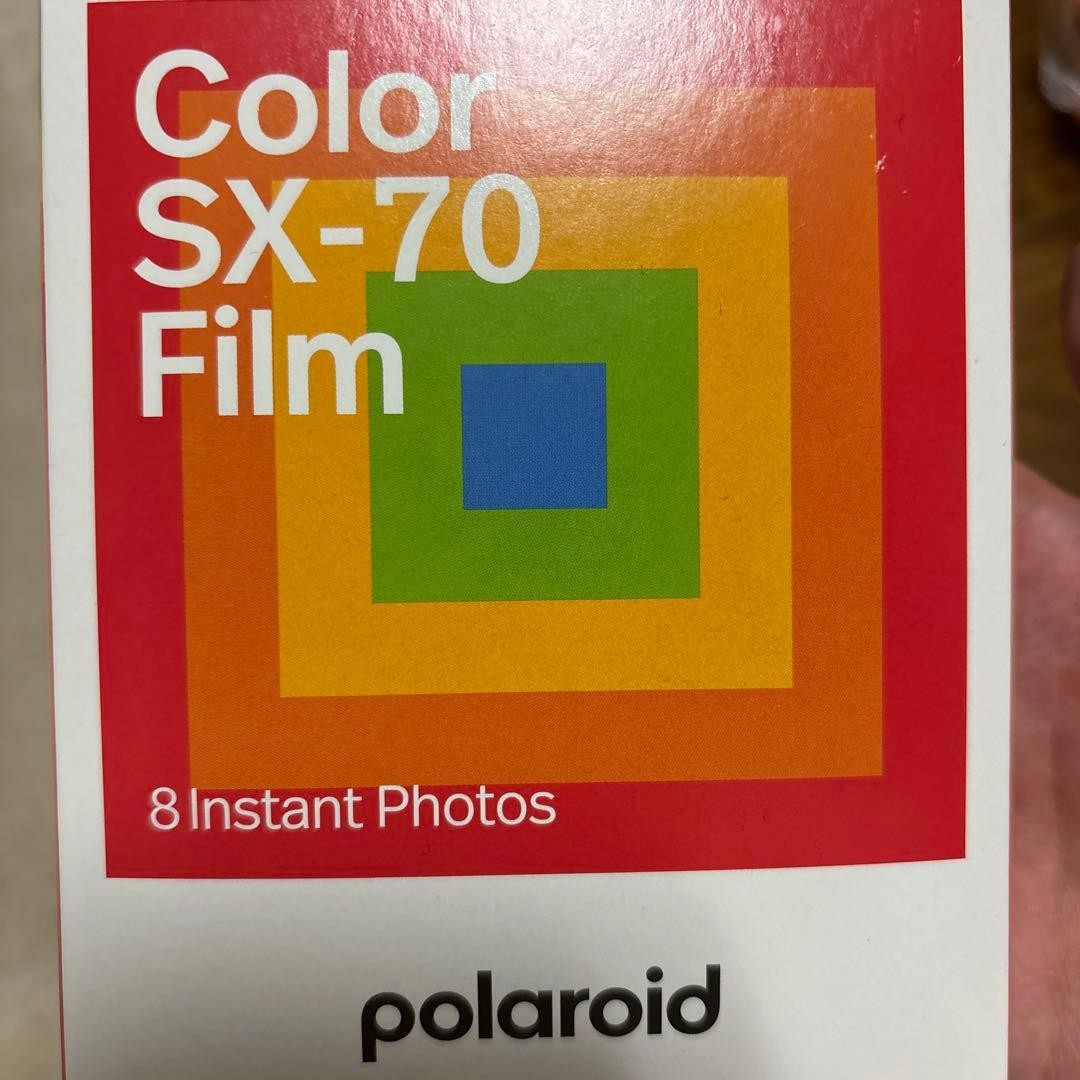 Color
SX-70
Film
8 Instant Photos
polaroid